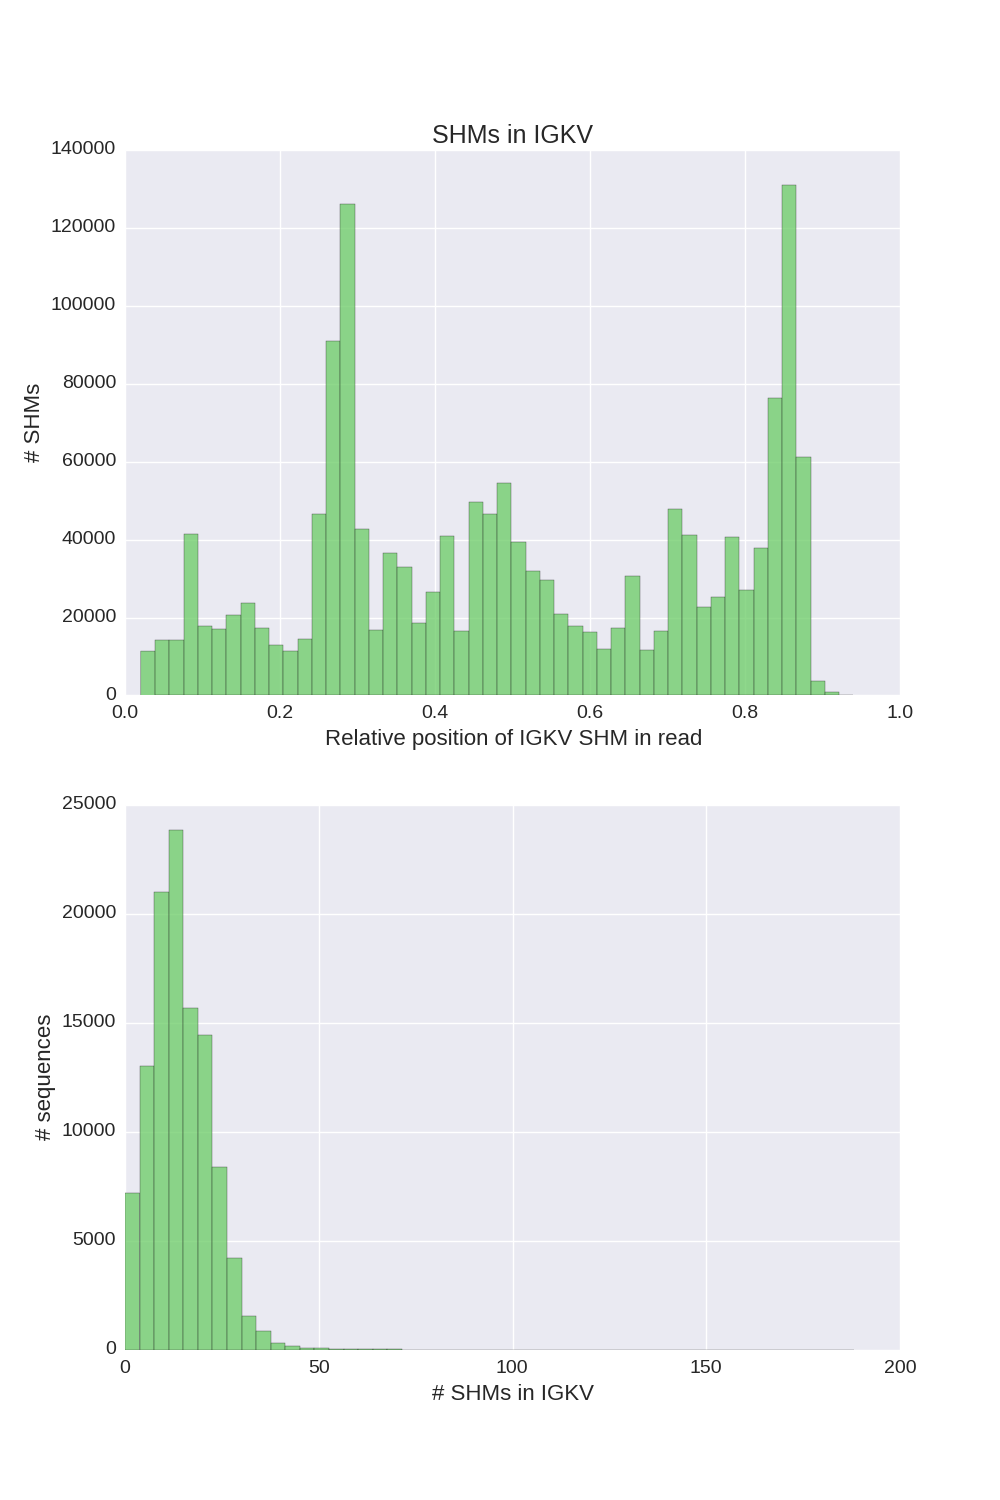 SHMs in IGKV
140000
120000
100000
80000
60000
40000
20000
0
# SHMs
0.0 0.2 0.4 0.6 0.8 1.0
Relative position of IGKV SHM in read
25000
20000
15000
10000
5000
0
# sequences
0 50 100 150 200
# SHMs in IGKV